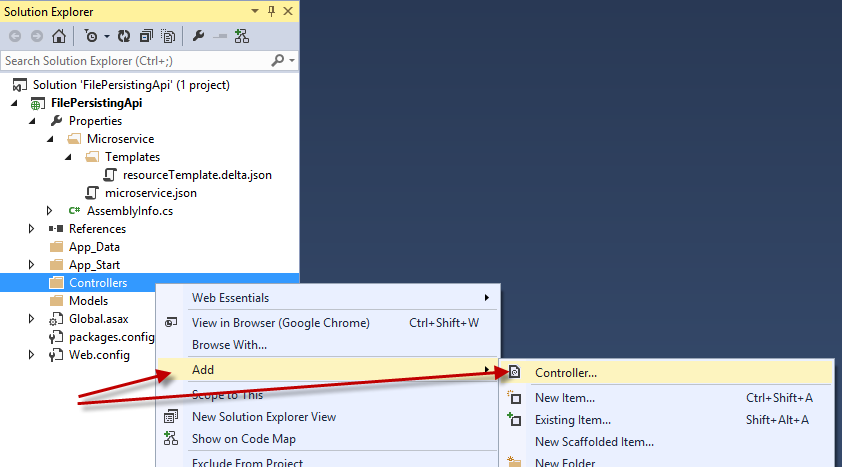 Solution Explorer
Search Solution Explorer (Ctrl+;)
Solution 'FilePersistingApi' (1 project)
FilePersistingApi
Properties
Microservice
Templates
resourceTemplate.delta.json
microservice.json
C# AssemblyInfo.cs
References
App_Data
App_Start
Controllers
Models
Global.asax
packages.config
Web.config
Web Essentials
View in Browser (Google Chrome) Ctrl+Shift+W
Browse With...
Add
Scope to This
New Solution Explorer View
Show on Code Map
Exclude From Project
Controller...
New Item... Ctrl+Shift+A
Existing Item... Shift+Alt+A
New Scaffolded Item...
New Folder